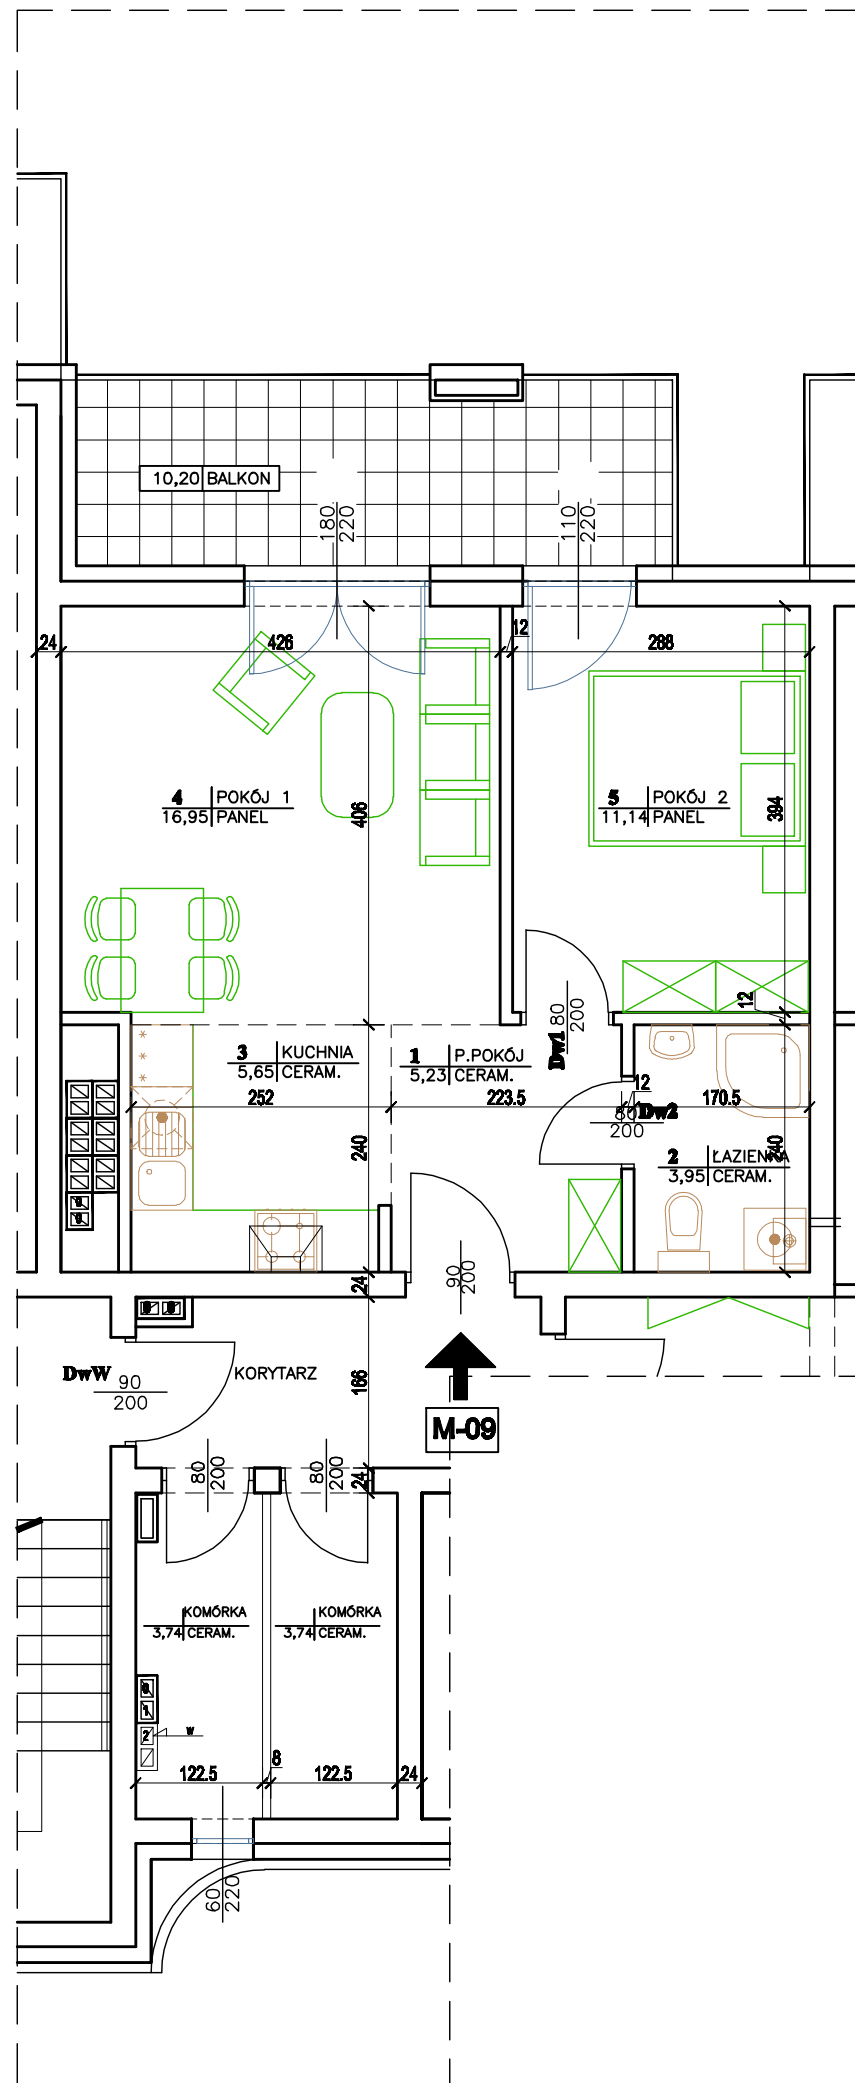 10,20 BALKON
180
220
110
220
24
426
12
288
4 POKÓJ 1
16,95 PANEL
406
5 POKÓJ 2
11,14 PANEL
394
12
Dw1 80
200
3 KUCHNIA
5,65 CERAM.
1 P.POKÓJ
5,23 CERAM.
252
223.5
12
170.5
80 Dw2
200
240
2 ŁAZIENKA
3,95 CERAM.
240
24
90
200
DwW 90
200
KORYTARZ
166
M-09
80
200
80
200
24
KOMÓRKA
3,74 CERAM.
KOMÓRKA
3,74 CERAM.
2
w
122.5
8
122.5
24
60
220